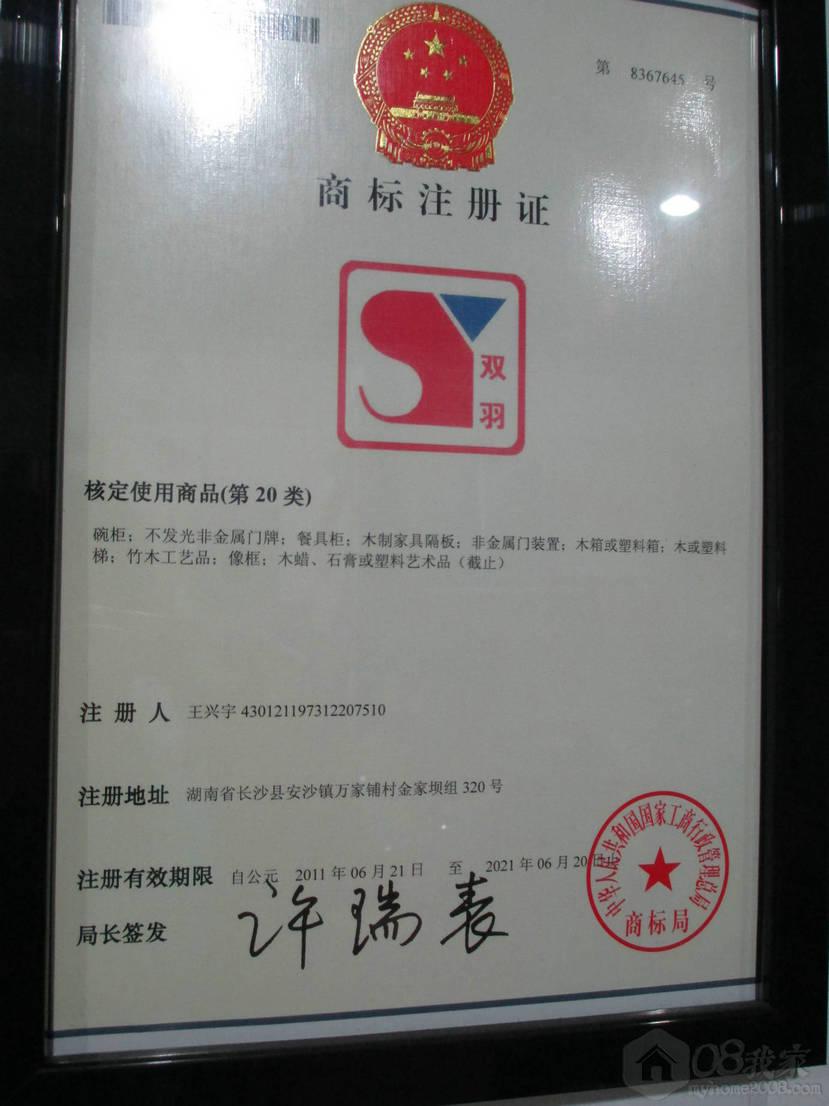 第 8367645 号
商标注册证
双
羽
核定使用商品(第 20 类)
碗柜；不发光非金属门牌；餐具柜；木制家具隔板；非金属门装置；木箱或塑料箱；木或塑料
梯；竹木工艺品；像框；木蜡、石膏或塑料艺术品（截止）
注 册 人 王兴宇 430121197312207510
注册地址 湖南省长沙县安沙镇万家铺村金家坝组 320 号
注册有效期限 自公元 2011 年 06 月 21 日 至 2021 年 06 月 20 日止
局长签发 许瑞表
中华人民共和国国家工商行政管理总局
商标局
08我家
myhome2008.com